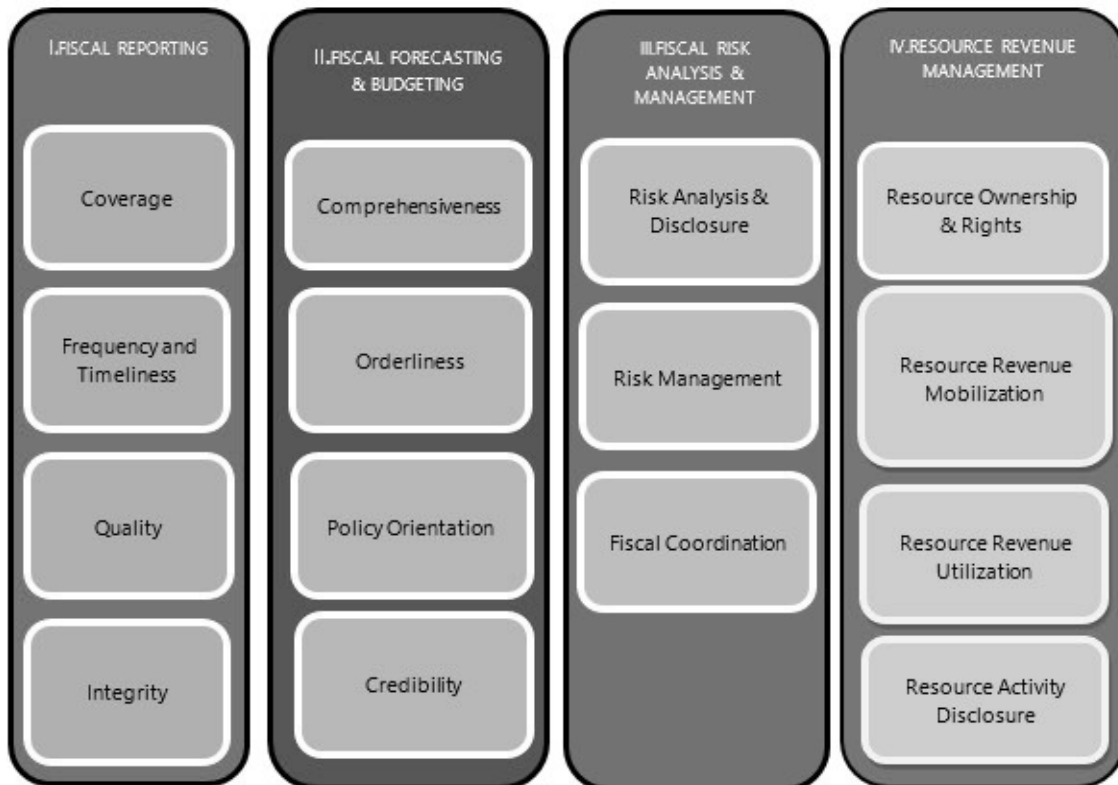 I.FISCAL REPORTING
Coverage
Frequency and
Timeliness
Quality
Integrity
II.FISCAL FORECASTING
& BUDGETING
Comprehensiveness
Orderliness
Policy Orientation
Credibility
III.FISCAL RISK
ANALYSIS &
MANAGEMENT
Risk Analysis &
Disclosure
Risk Management
Fiscal Coordination
IV.RESOURCE REVENUE
MANAGEMENT
Resource Ownership
& Rights
Resource Revenue
Mobilization
Resource Revenue
Utilization
Resource Activity
Disclosure